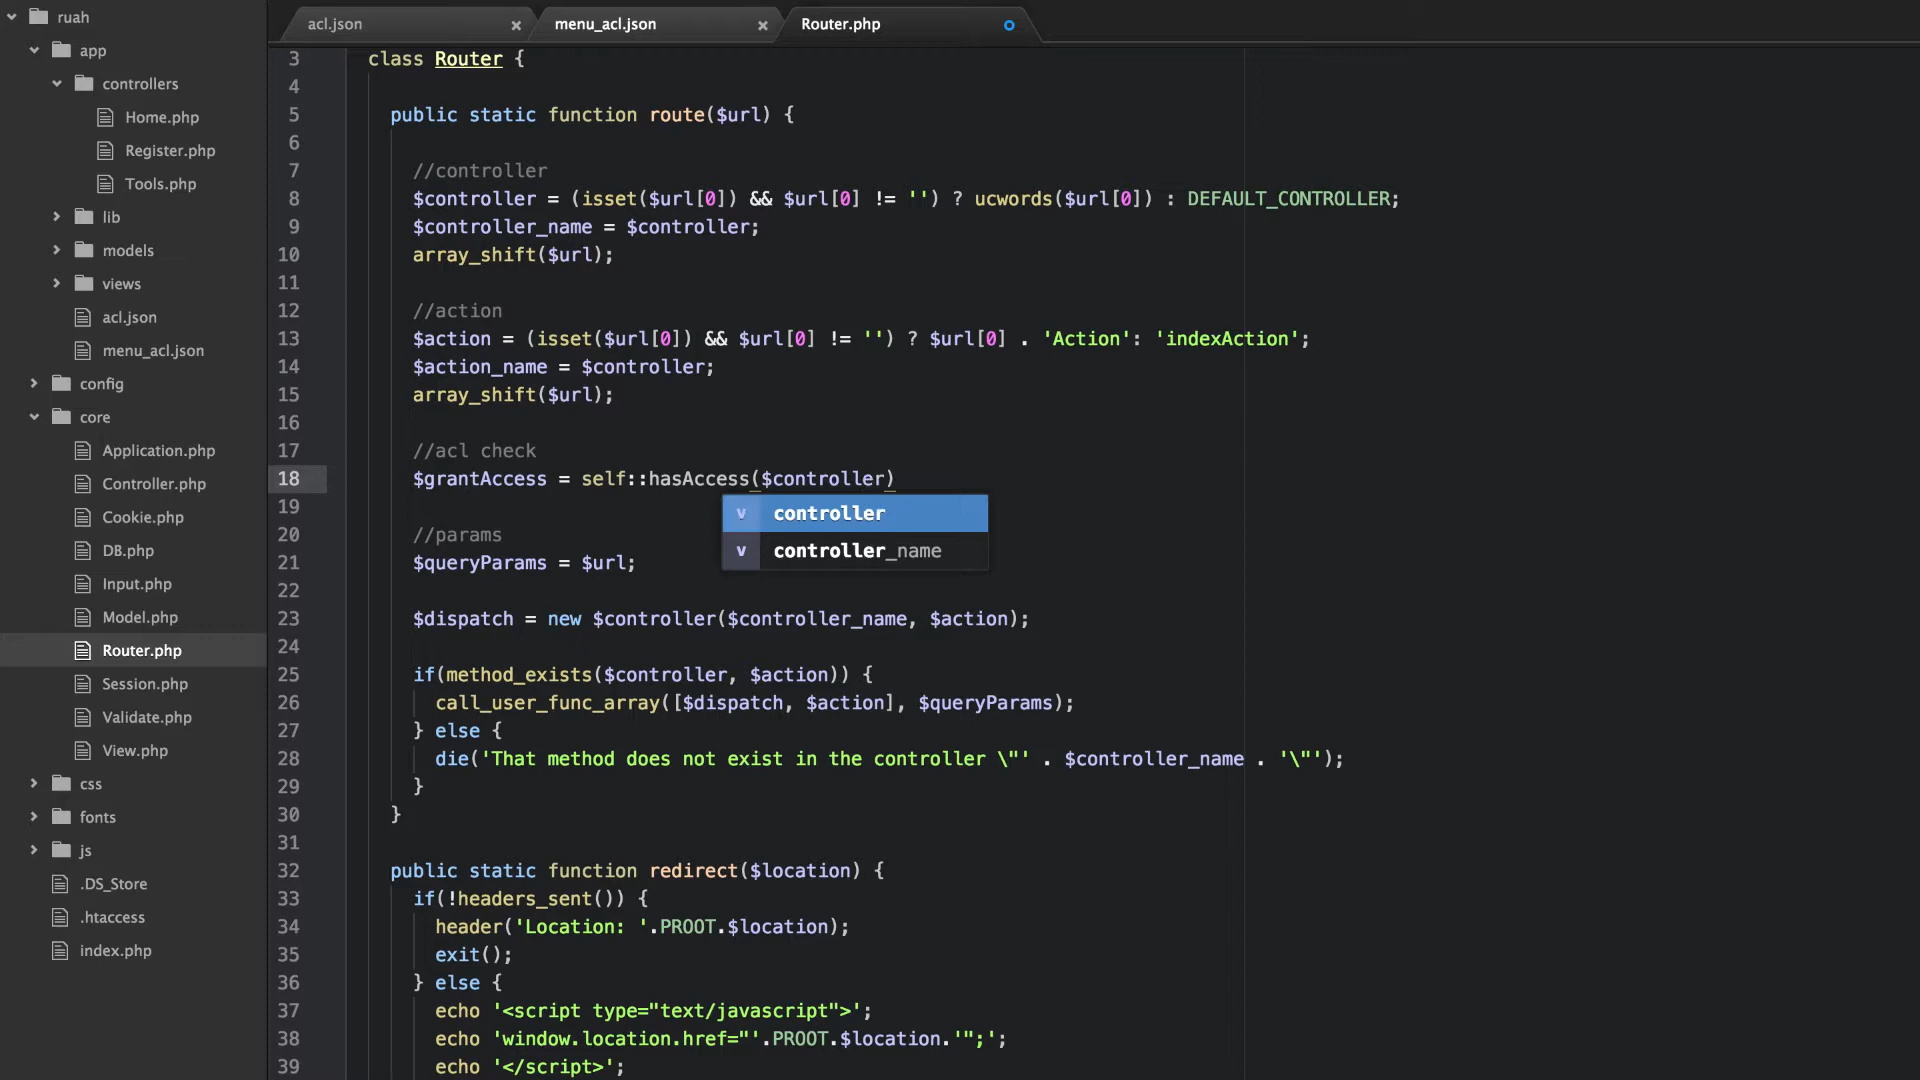 ruah
app
controllers
Home.php
Register.php
Tools.php
lib
models
views
acl.json
menu_acl.json
config
core
Application.php
Controller.php
Cookie.php
DB.php
Input.php
Model.php
Router.php
Session.php
Validate.php
View.php
css
fonts
js
.DS_Store
.htaccess
index.php
acl.json × menu_acl.json × Router.php
3 class Router {
4
5 public static function route($url) {
6
7 //controller
8 $controller = (isset($url[0]) && $url[0] != '') ? ucwords($url[0]) : DEFAULT_CONTROLLER;
9 $controller_name = $controller;
10 array_shift($url);
11
12 //action
13 $action = (isset($url[0]) && $url[0] != '') ? $url[0] . 'Action': 'indexAction';
14 $action_name = $controller;
15 array_shift($url);
16
17 //acl check
18 $grantAccess = self::hasAccess($controller)
v controller
v controller_name
19
20 //params
21 $queryParams = $url;
22
23 $dispatch = new $controller($controller_name, $action);
24
25 if(method_exists($controller, $action)) {
26 call_user_func_array([$dispatch, $action], $queryParams);
27 } else {
28 die('That method does not exist in the controller \"' . $controller_name . '\"');
29 }
30 }
31
32 public static function redirect($location) {
33 if(!headers_sent()) {
34 header('Location: '.PROOT.$location);
35 exit();
36 } else {
37 echo '<script type="text/javascript">';
38 echo 'window.location.href="'.PROOT.$location.'";';
39 echo '</script>';